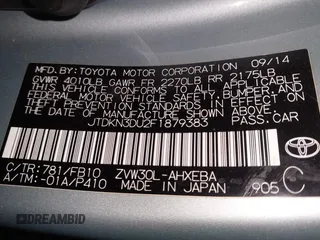 MFD. BY: TOYOTA MOTOR CORPORATION 09/14
GVWR 4010LB GAWR FR 2270LB RR 2175LB
THIS VEHICLE CONFORMS TO ALL APPLICABLE
FEDERAL MOTOR VEHICLE SAFETY, BUMPER,
AND THEFT PREVENTION STANDARDS IN EFFECT
ON THE DATE OF MANUFACTURE SHOWN ABOVE.
JTDKN3DU2F1879383 PASS.CAR
C/TR:781/FB10 ZVW30L-AHXEBA
A/TM:-01A/P410 MADE IN JAPAN 905 C
TOYOTA
DREAMBID